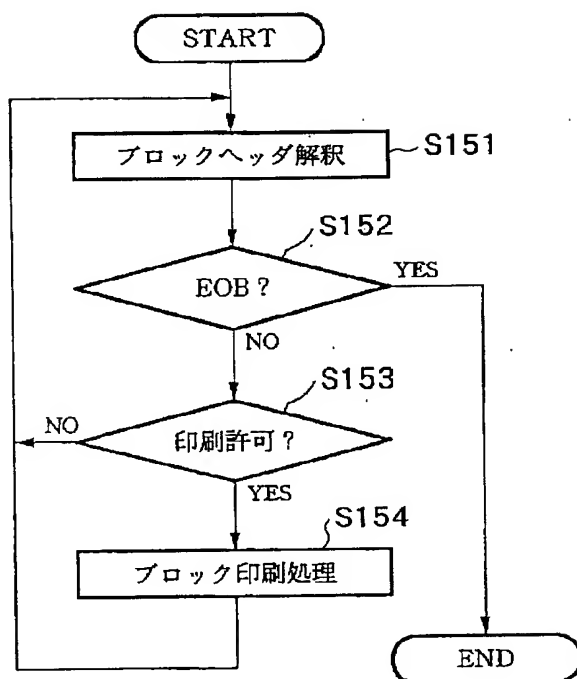 START
ブロックヘッダ解釈
S151
S152
EOB?
YES
NO
S153
印刷許可?
NO
YES
S154
ブロック印刷処理
END